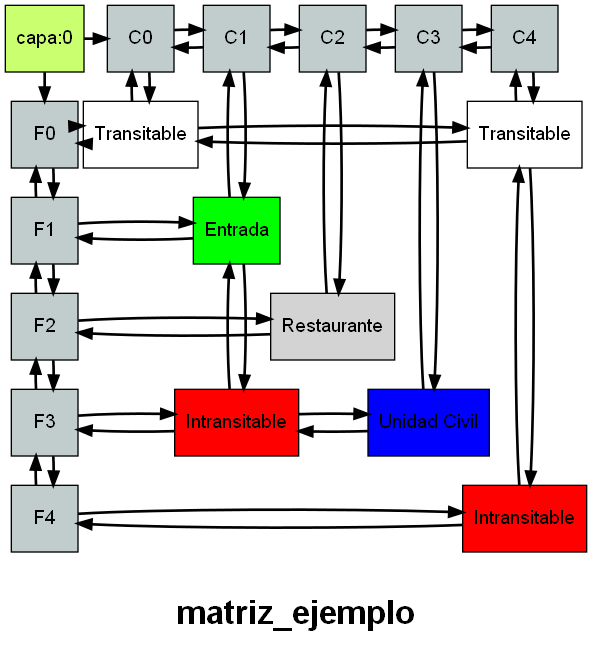 capa:0 C0 C1 C2 C3 C4
F0 Transitable Transitable
F1 Entrada
F2 Restaurante
F3 Intransitable Unidad Civil
F4 Intransitable
matriz_ejemplo